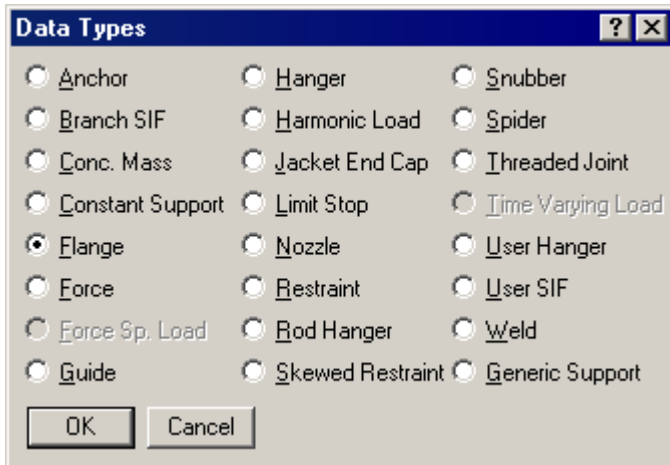 Data Types
Anchor Hanger Snubber
Branch SIF Harmonic Load Spider
Conc. Mass Jacket End Cap Threaded Joint
Constant Support Limit Stop Time Varying Load
Flange Nozzle User Hanger
Force Restraint User SIF
Force Sp. Load Rod Hanger Weld
Guide Skewed Restraint Generic Support
OK Cancel